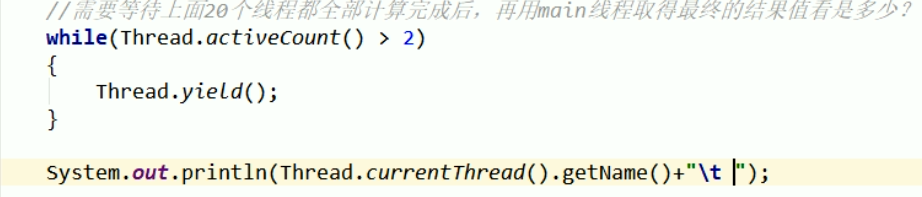 //需要等待上面20个线程都全部计算完成后，再用main线程取得最终的结果值看是多少？
while(Thread.activeCount() > 2)
{
    Thread.yield();
}
System.out.println(Thread.currentThread().getName()+"\t ");